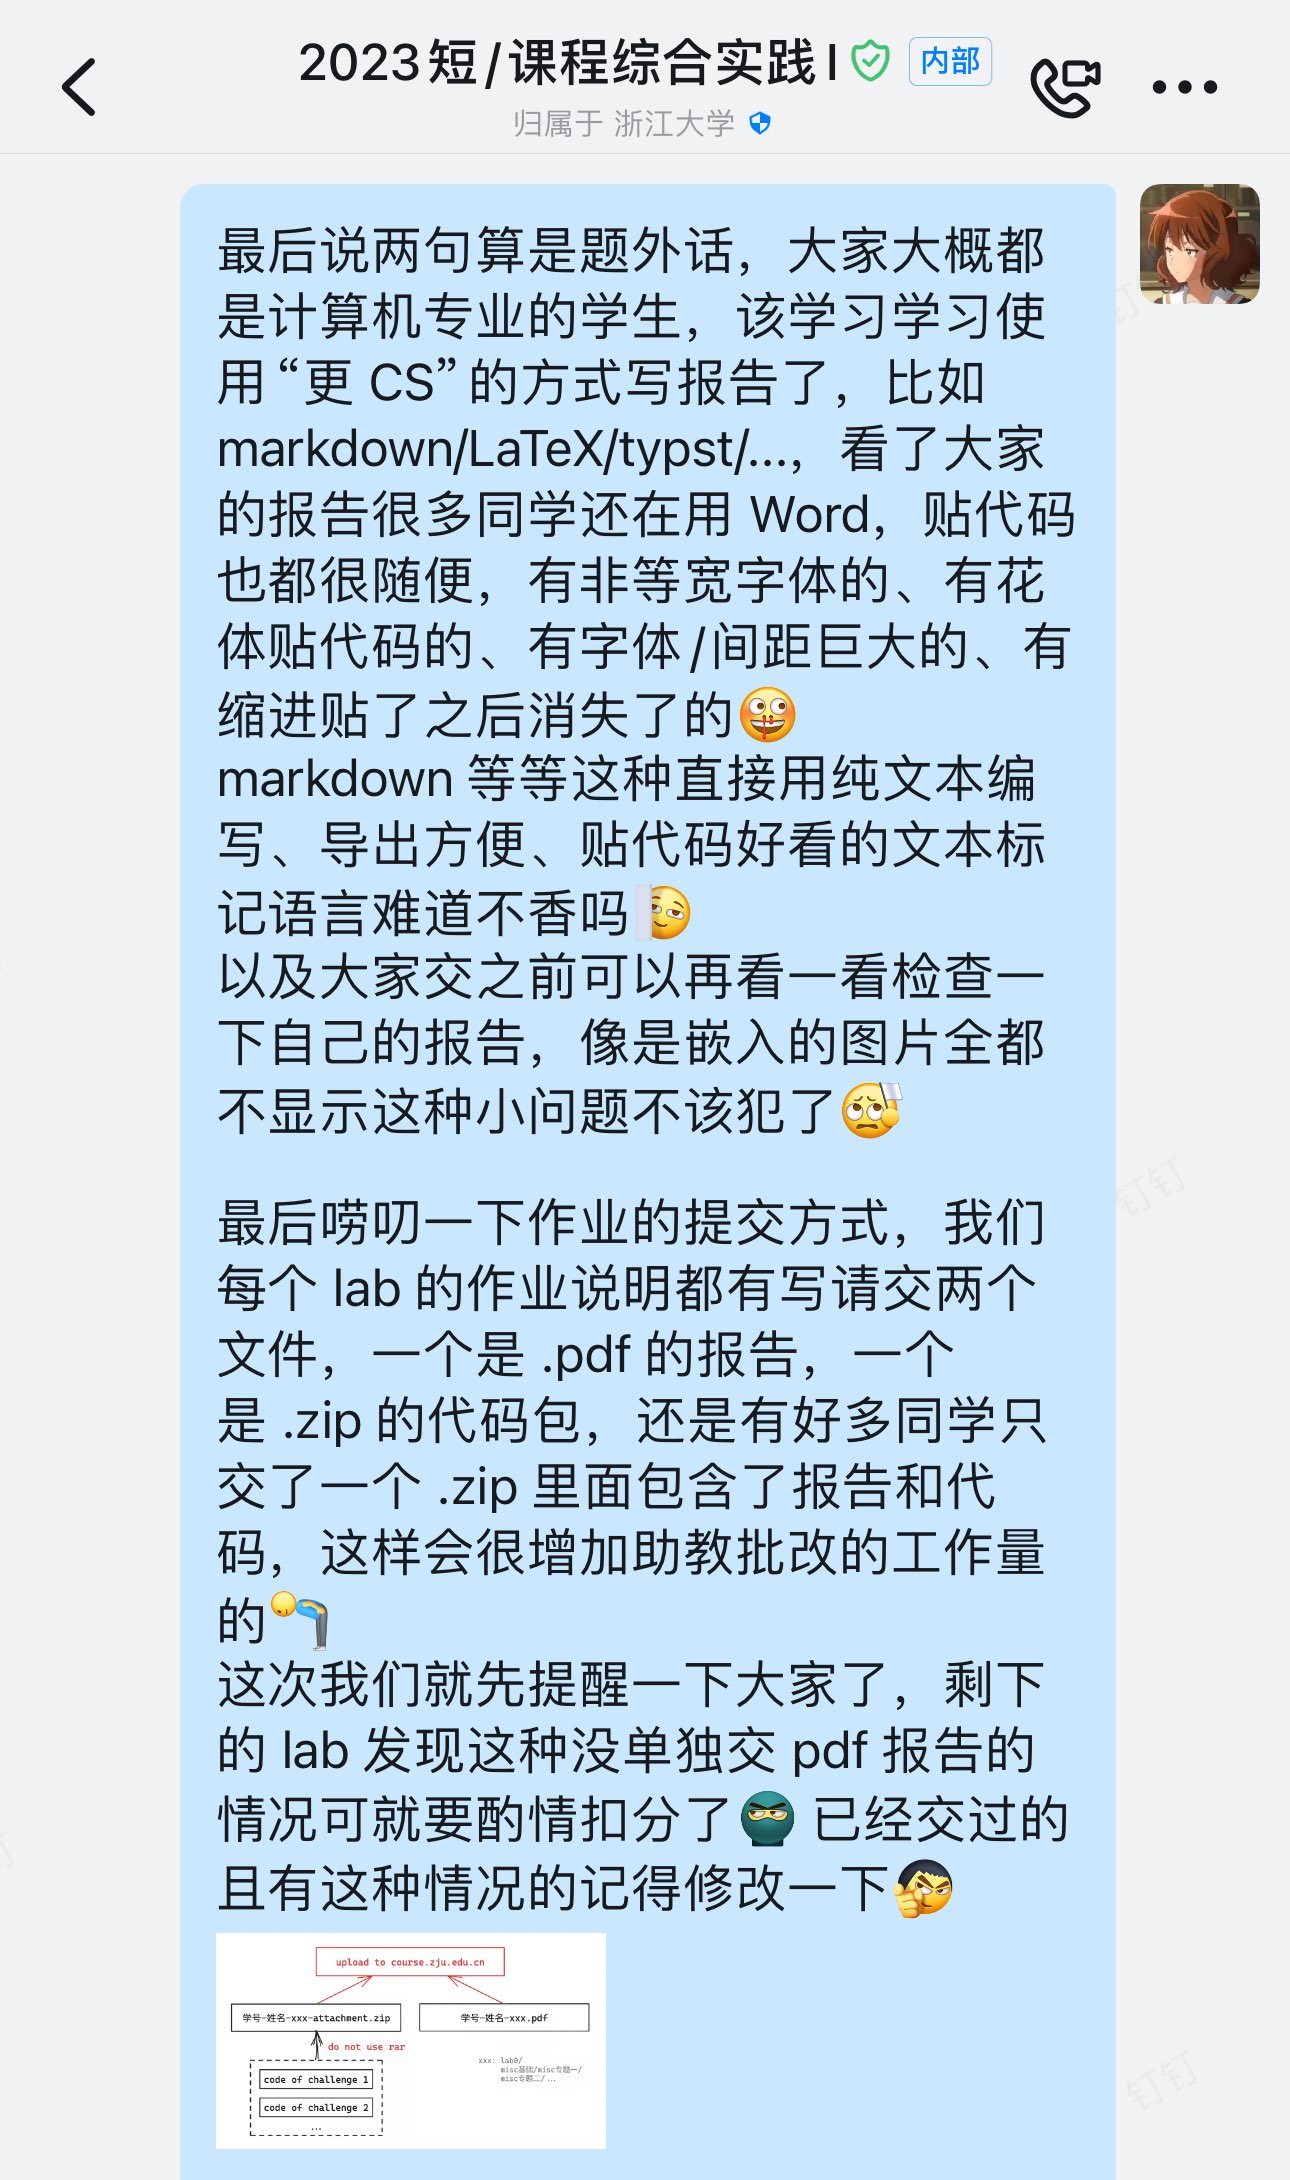 2023短/课程综合实践 I 内部
归属于 浙江大学
最后说两句算是题外话，大家大概都
是计算机专业的学生，该学习学习使
用“更 CS”的方式写报告了，比如
markdown/LaTeX/typst/...，看了大家
的报告很多同学还在用 Word，贴代码
也都很随便，有非等宽字体的、有花
体贴代码的、有字体/间距巨大的、有
缩进贴了之后消失了的
markdown 等等这种直接用纯文本编
写、导出方便、贴代码好看的文本标
记语言难道不香吗
以及大家交之前可以再看一看检查一
下自己的报告，像是嵌入的图片全都
不显示这种小问题不该犯了
最后唠叨一下作业的提交方式，我们
每个 lab 的作业说明都有写请交两个
文件，一个是 .pdf 的报告，一个
是 .zip 的代码包，还是有好多同学只
交了一个 .zip 里面包含了报告和代
码，这样会很增加助教批改的工作量
的
这次我们就先提醒一下大家了，剩下
的 lab 发现这种没单独交 pdf 报告的
情况可就要酌情扣分了 已经交过的
且有这种情况的记得修改一下
upload to course.zju.edu.cn
学号-姓名-xxx-attachment.zip
学号-姓名-xxx.pdf
do not use rar
xxx: lab0/
misc基础/misc专题一/
misc专题二/...
code of challenge 1
code of challenge 2
...
钉钉
钉钉